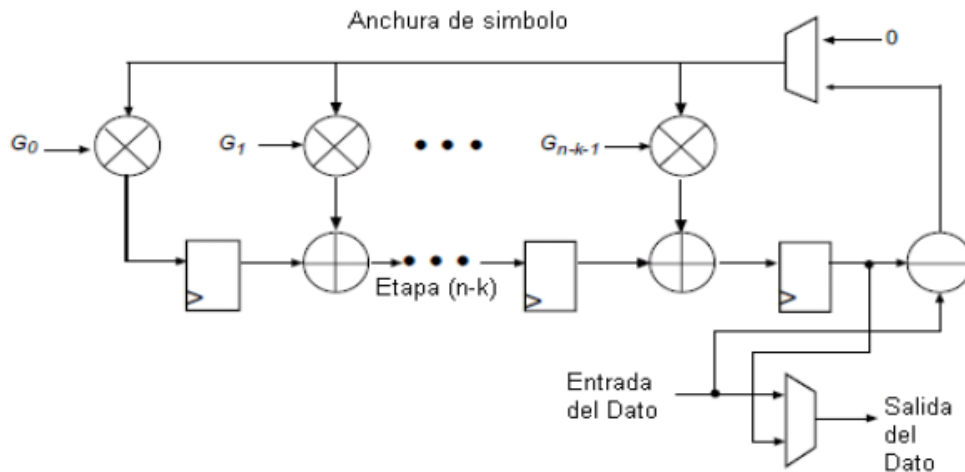 Anchura de simbolo
0
G0
G1
Gn-k-1
Etapa (n-k)
Entrada
del Dato
Salida
del
Dato